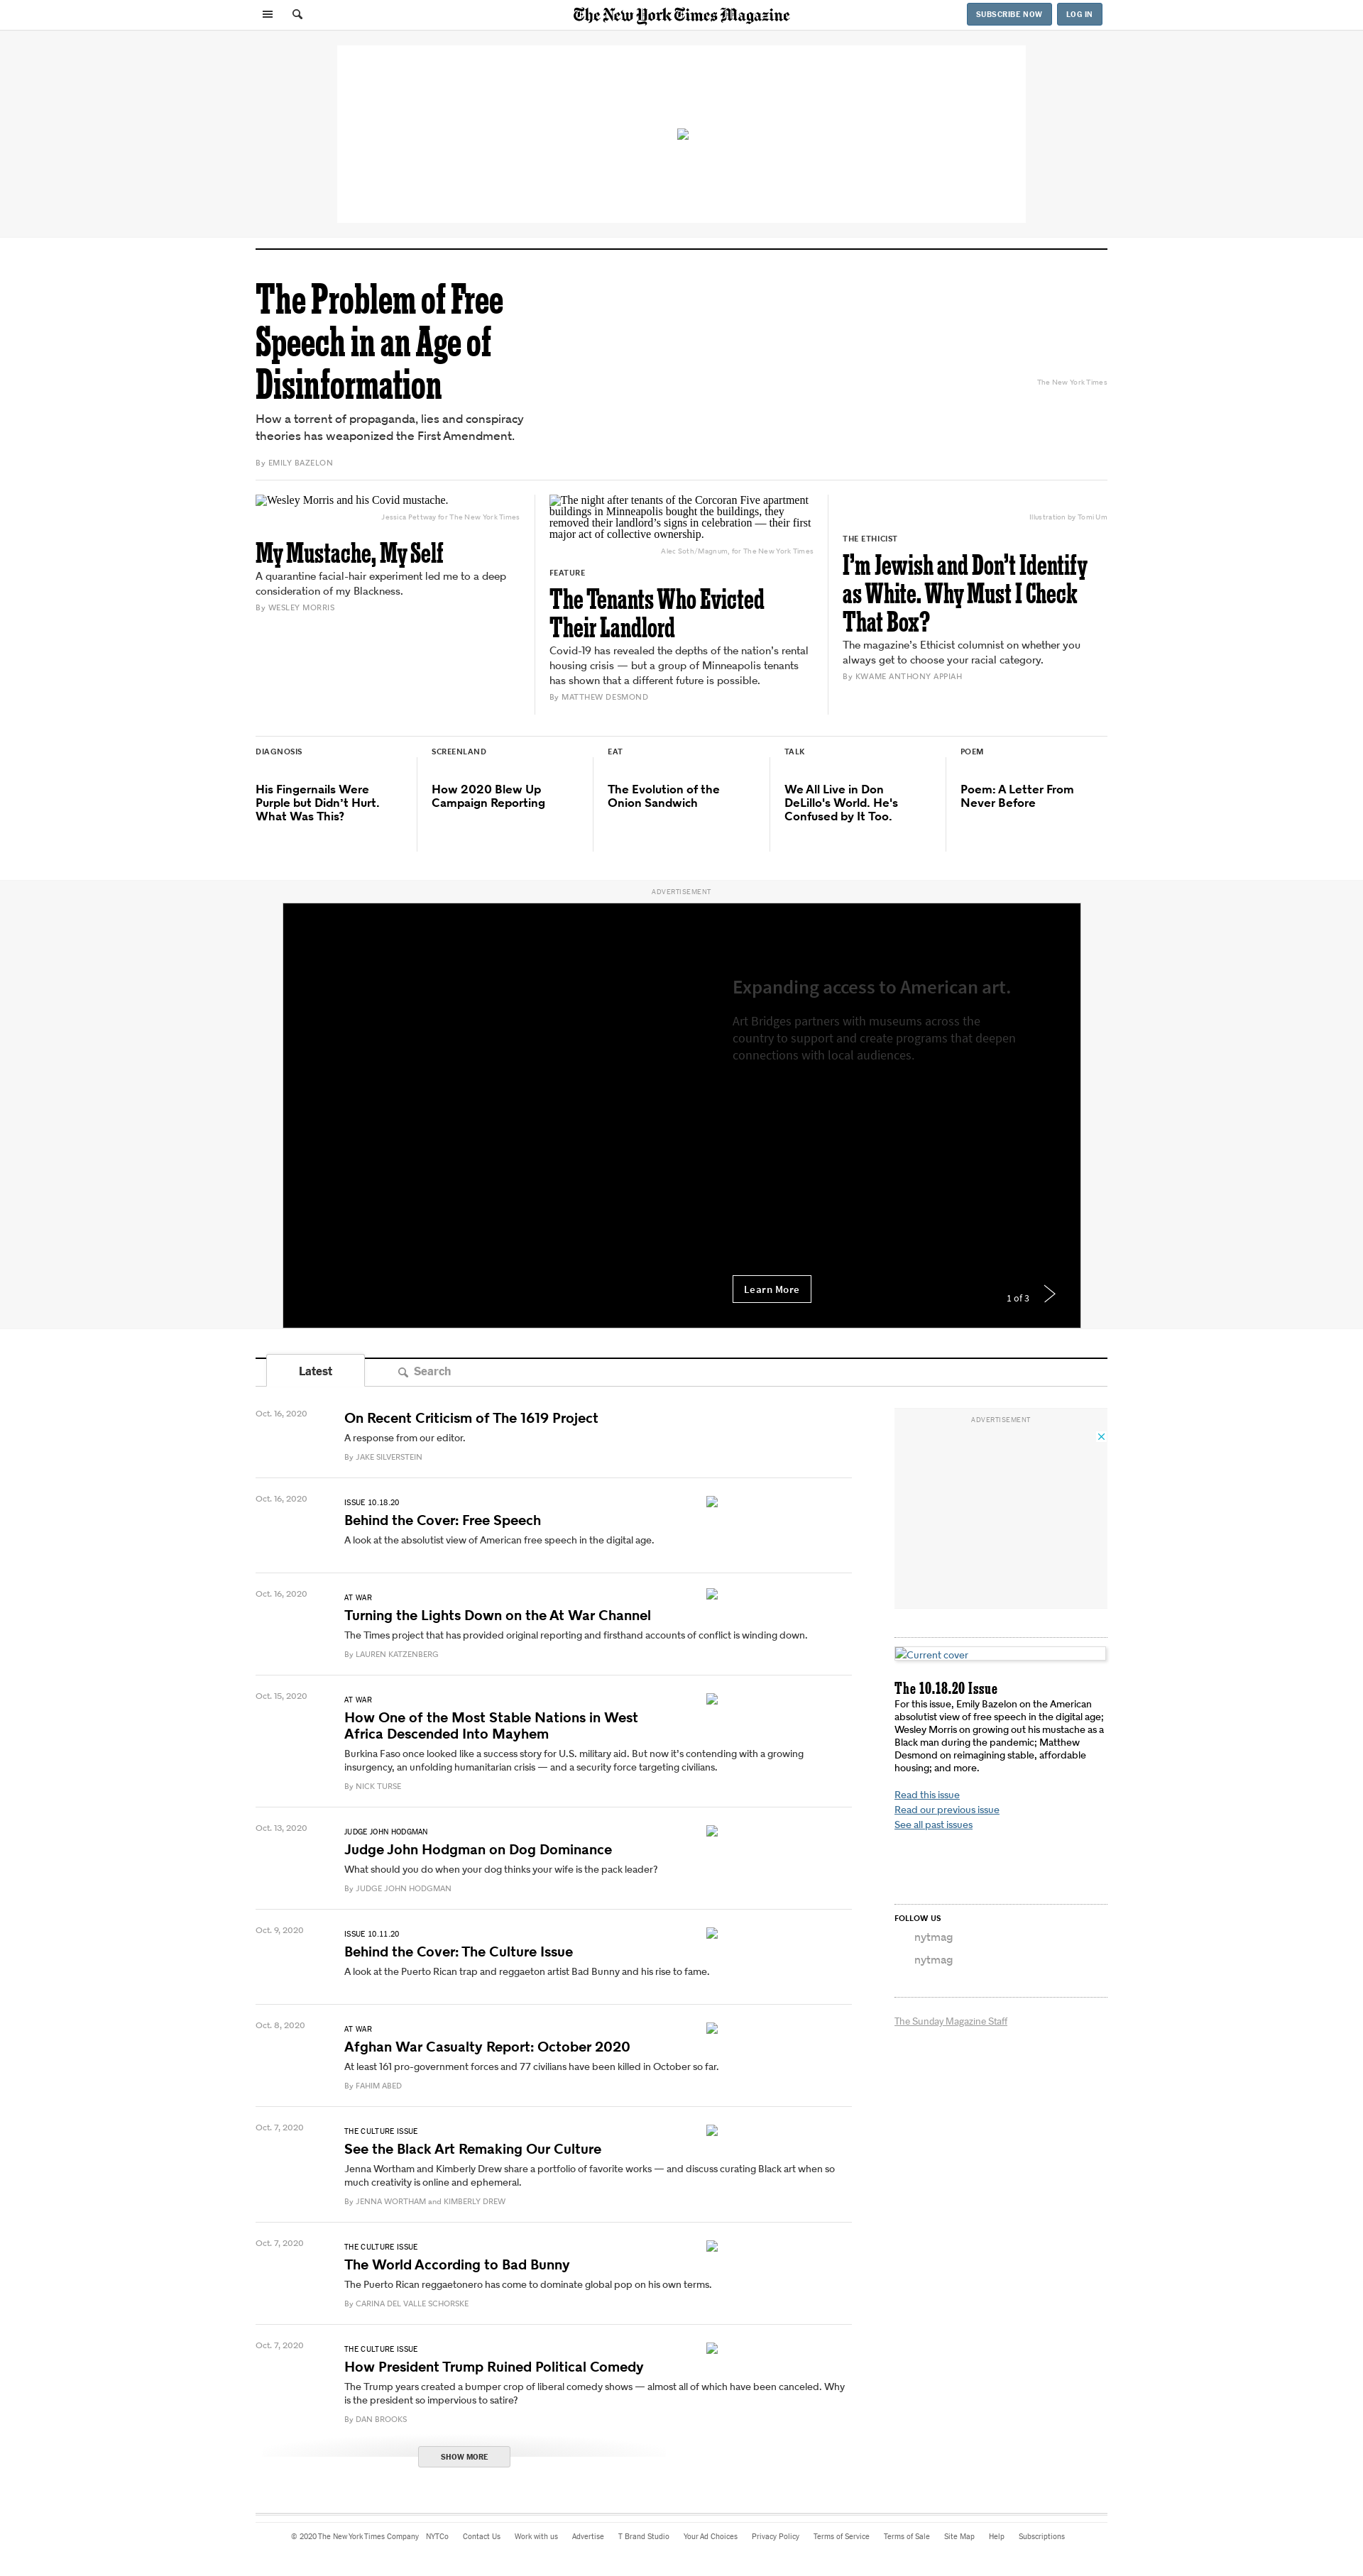 The New York Times Magazine
SUBSCRIBE NOW
LOG IN
The Problem of Free
Speech in an Age of
Disinformation
How a torrent of propaganda, lies and conspiracy
theories has weaponized the First Amendment.
By EMILY BAZELON
The New York Times
Wesley Morris and his Covid mustache.
Jessica Pettway for The New York Times
My Mustache, My Self
A quarantine facial-hair experiment led me to a deep
consideration of my Blackness.
By WESLEY MORRIS
The night after tenants of the Corcoran Five apartment
buildings in Minneapolis bought the buildings, they
removed their landlord’s signs in celebration — their first
major act of collective ownership.
Alec Soth/Magnum, for The New York Times
FEATURE
The Tenants Who Evicted
Their Landlord
Covid-19 has revealed the depths of the nation’s rental
housing crisis — but a group of Minneapolis tenants
has shown that a different future is possible.
By MATTHEW DESMOND
Illustration by Tomi Um
THE ETHICIST
I’m Jewish and Don’t Identify
as White. Why Must I Check
That Box?
The magazine’s Ethicist columnist on whether you
always get to choose your racial category.
By KWAME ANTHONY APPIAH
DIAGNOSIS
His Fingernails Were
Purple but Didn’t Hurt.
What Was This?
SCREENLAND
How 2020 Blew Up
Campaign Reporting
EAT
The Evolution of the
Onion Sandwich
TALK
We All Live in Don
DeLillo's World. He's
Confused by It Too.
POEM
Poem: A Letter From
Never Before
ADVERTISEMENT
Expanding access to American art.
Art Bridges partners with museums across the
country to support and create programs that deepen
connections with local audiences.
Learn More
1 of 3
Latest
Search
Oct. 16, 2020
On Recent Criticism of The 1619 Project
A response from our editor.
By JAKE SILVERSTEIN
Oct. 16, 2020
ISSUE 10.18.20
Behind the Cover: Free Speech
A look at the absolutist view of American free speech in the digital age.
Oct. 16, 2020
AT WAR
Turning the Lights Down on the At War Channel
The Times project that has provided original reporting and firsthand accounts of conflict is winding down.
By LAUREN KATZENBERG
Oct. 15, 2020
AT WAR
How One of the Most Stable Nations in West
Africa Descended Into Mayhem
Burkina Faso once looked like a success story for U.S. military aid. But now it’s contending with a growing
insurgency, an unfolding humanitarian crisis — and a security force targeting civilians.
By NICK TURSE
Oct. 13, 2020
JUDGE JOHN HODGMAN
Judge John Hodgman on Dog Dominance
What should you do when your dog thinks your wife is the pack leader?
By JUDGE JOHN HODGMAN
Oct. 9, 2020
ISSUE 10.11.20
Behind the Cover: The Culture Issue
A look at the Puerto Rican trap and reggaeton artist Bad Bunny and his rise to fame.
Oct. 8, 2020
AT WAR
Afghan War Casualty Report: October 2020
At least 161 pro-government forces and 77 civilians have been killed in October so far.
By FAHIM ABED
Oct. 7, 2020
THE CULTURE ISSUE
See the Black Art Remaking Our Culture
Jenna Wortham and Kimberly Drew share a portfolio of favorite works — and discuss curating Black art when so
much creativity is online and ephemeral.
By JENNA WORTHAM and KIMBERLY DREW
Oct. 7, 2020
THE CULTURE ISSUE
The World According to Bad Bunny
The Puerto Rican reggaetonero has come to dominate global pop on his own terms.
By CARINA DEL VALLE SCHORSKE
Oct. 7, 2020
THE CULTURE ISSUE
How President Trump Ruined Political Comedy
The Trump years created a bumper crop of liberal comedy shows — almost all of which have been canceled. Why
is the president so impervious to satire?
By DAN BROOKS
SHOW MORE
ADVERTISEMENT
Current cover
The 10.18.20 Issue
For this issue, Emily Bazelon on the American
absolutist view of free speech in the digital age;
Wesley Morris on growing out his mustache as a
Black man during the pandemic; Matthew
Desmond on reimagining stable, affordable
housing; and more.
Read this issue
Read our previous issue
See all past issues
FOLLOW US
nytmag
nytmag
The Sunday Magazine Staff
© 2020 The New York Times Company NYTCo Contact Us Work with us Advertise T Brand Studio Your Ad Choices Privacy Policy Terms of Service Terms of Sale Site Map Help Subscriptions